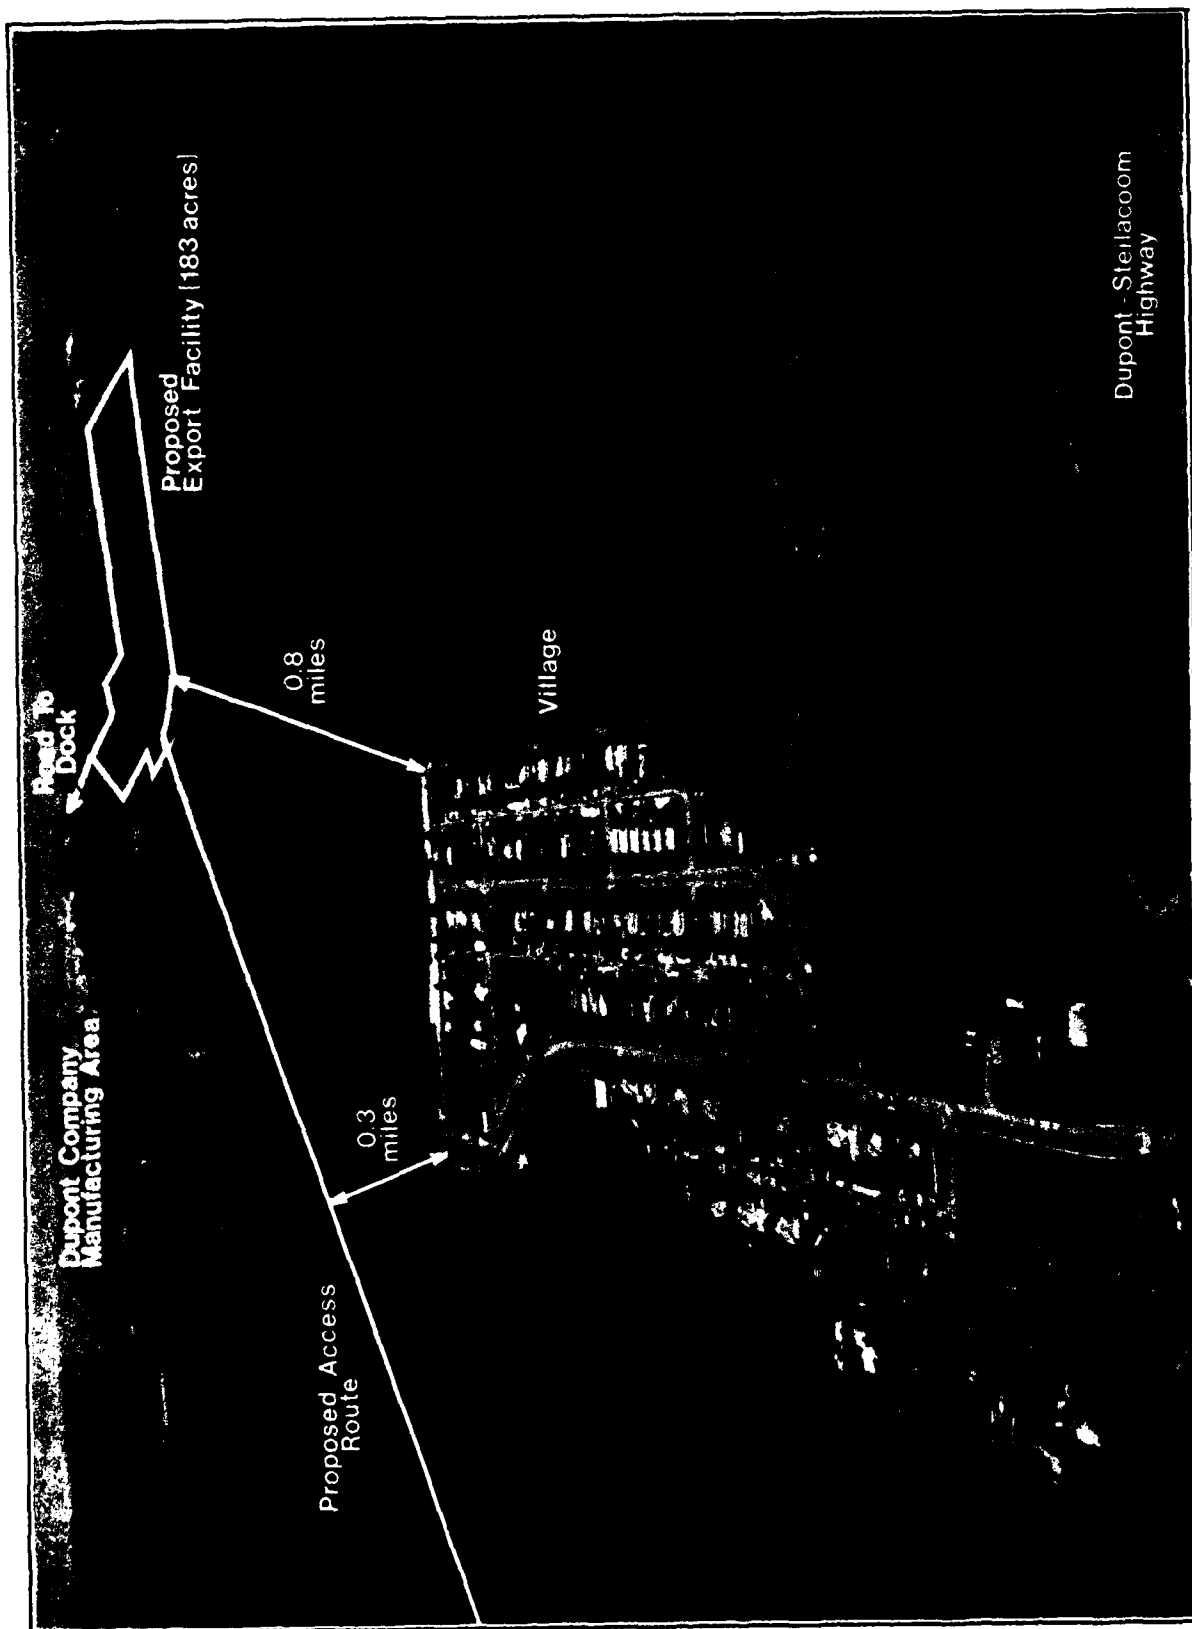 Road To
Dock
Dupont Company
Manufacturing Area
Proposed
Export Facility (183 acres)
0.8
miles
0.3
miles
Village
Proposed Access
Route
Dupont - Steilacoom
Highway